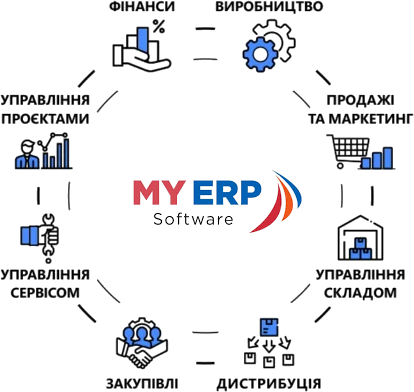 ФІНАНСИ
ВИРОБНИЦТВО
%
УПРАВЛІННЯ
ПРОЄКТАМИ
ПРОДАЖІ
ТА МАРКЕТИНГ
MY ERP
Software
УПРАВЛІННЯ
СЕРВІСОМ
УПРАВЛІННЯ
СКЛАДОМ
ЗАКУПІВЛІ
ДИСТРИБУЦІЯ